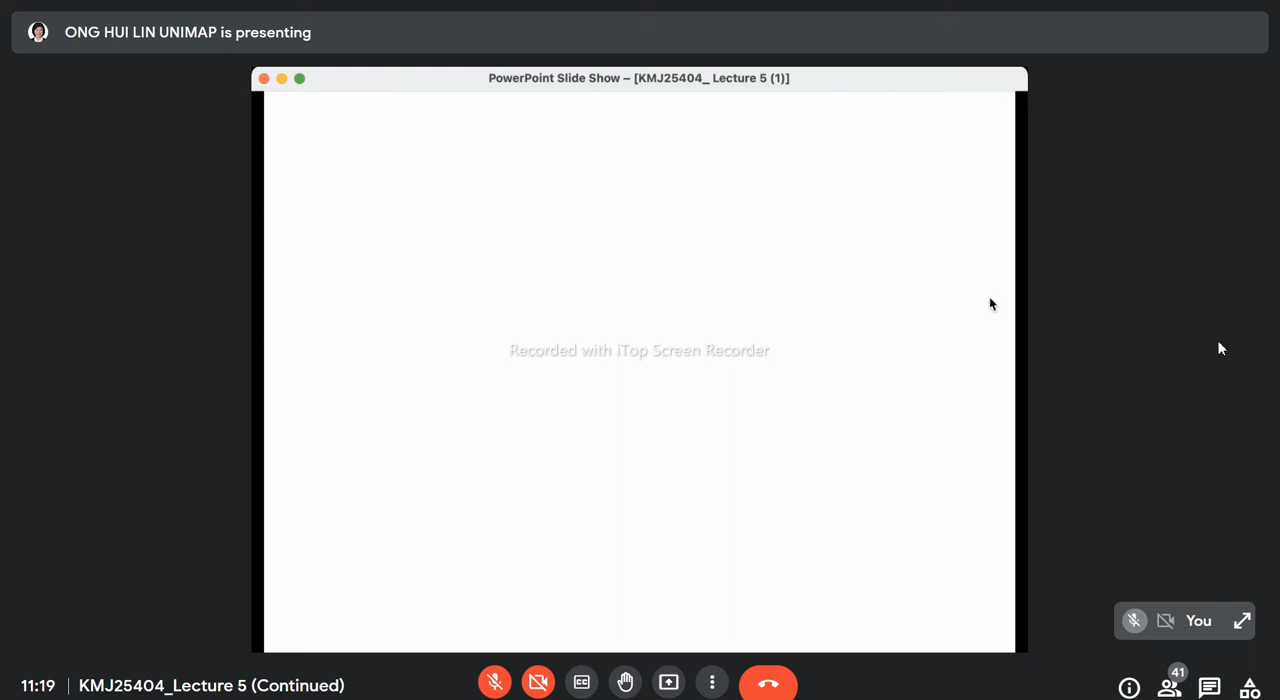 ONG HUI LIN UNIMAP is presenting
PowerPoint Slide Show – [KMJ25404_ Lecture 5 (1)]
Recorded with iTop Screen Recorder
You
11:19 | KMJ25404_Lecture 5 (Continued)
41